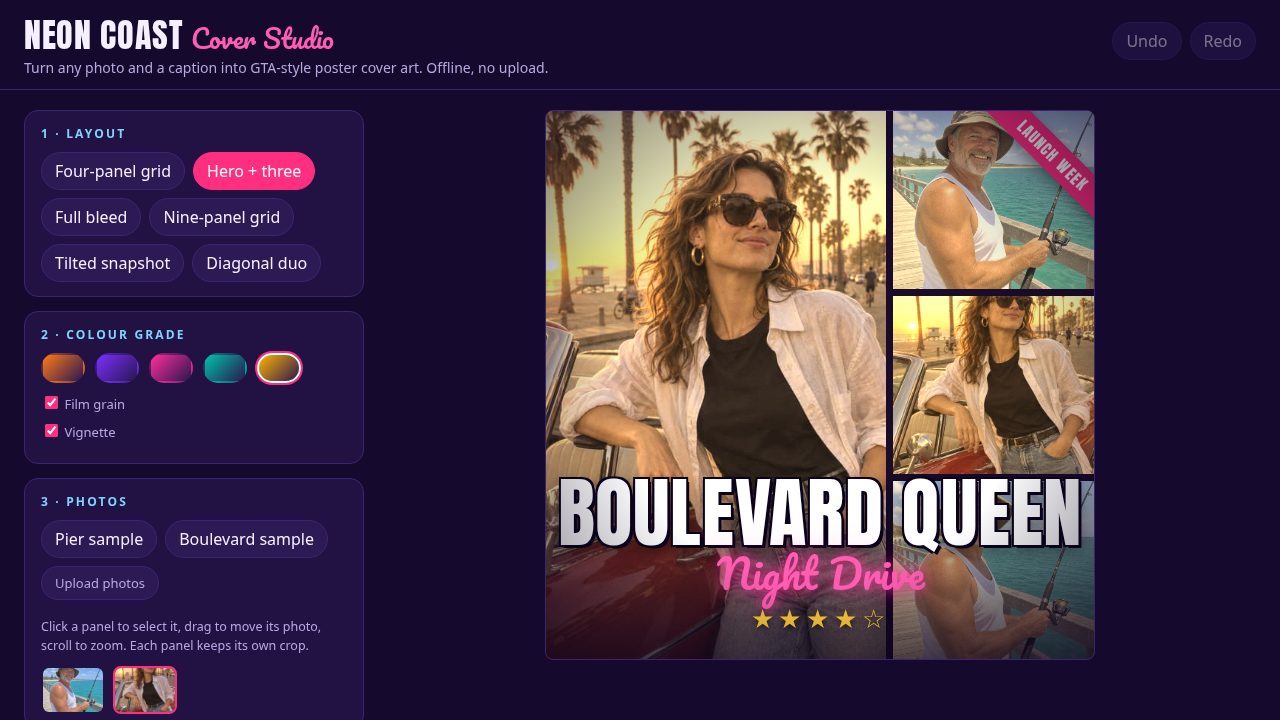 NEON COAST Cover Studio
Turn any photo and a caption into GTA-style poster cover art. Offline, no upload.
Undo
Redo
1 · LAYOUT
Four-panel grid
Hero + three
Full bleed
Nine-panel grid
Tilted snapshot
Diagonal duo
2 · COLOUR GRADE
Film grain
Vignette
3 · PHOTOS
Pier sample
Boulevard sample
Upload photos
Click a panel to select it, drag to move its photo,
scroll to zoom. Each panel keeps its own crop.
LAUNCH WEEK
BOULEVARD QUEEN
Night Drive
★★★★☆